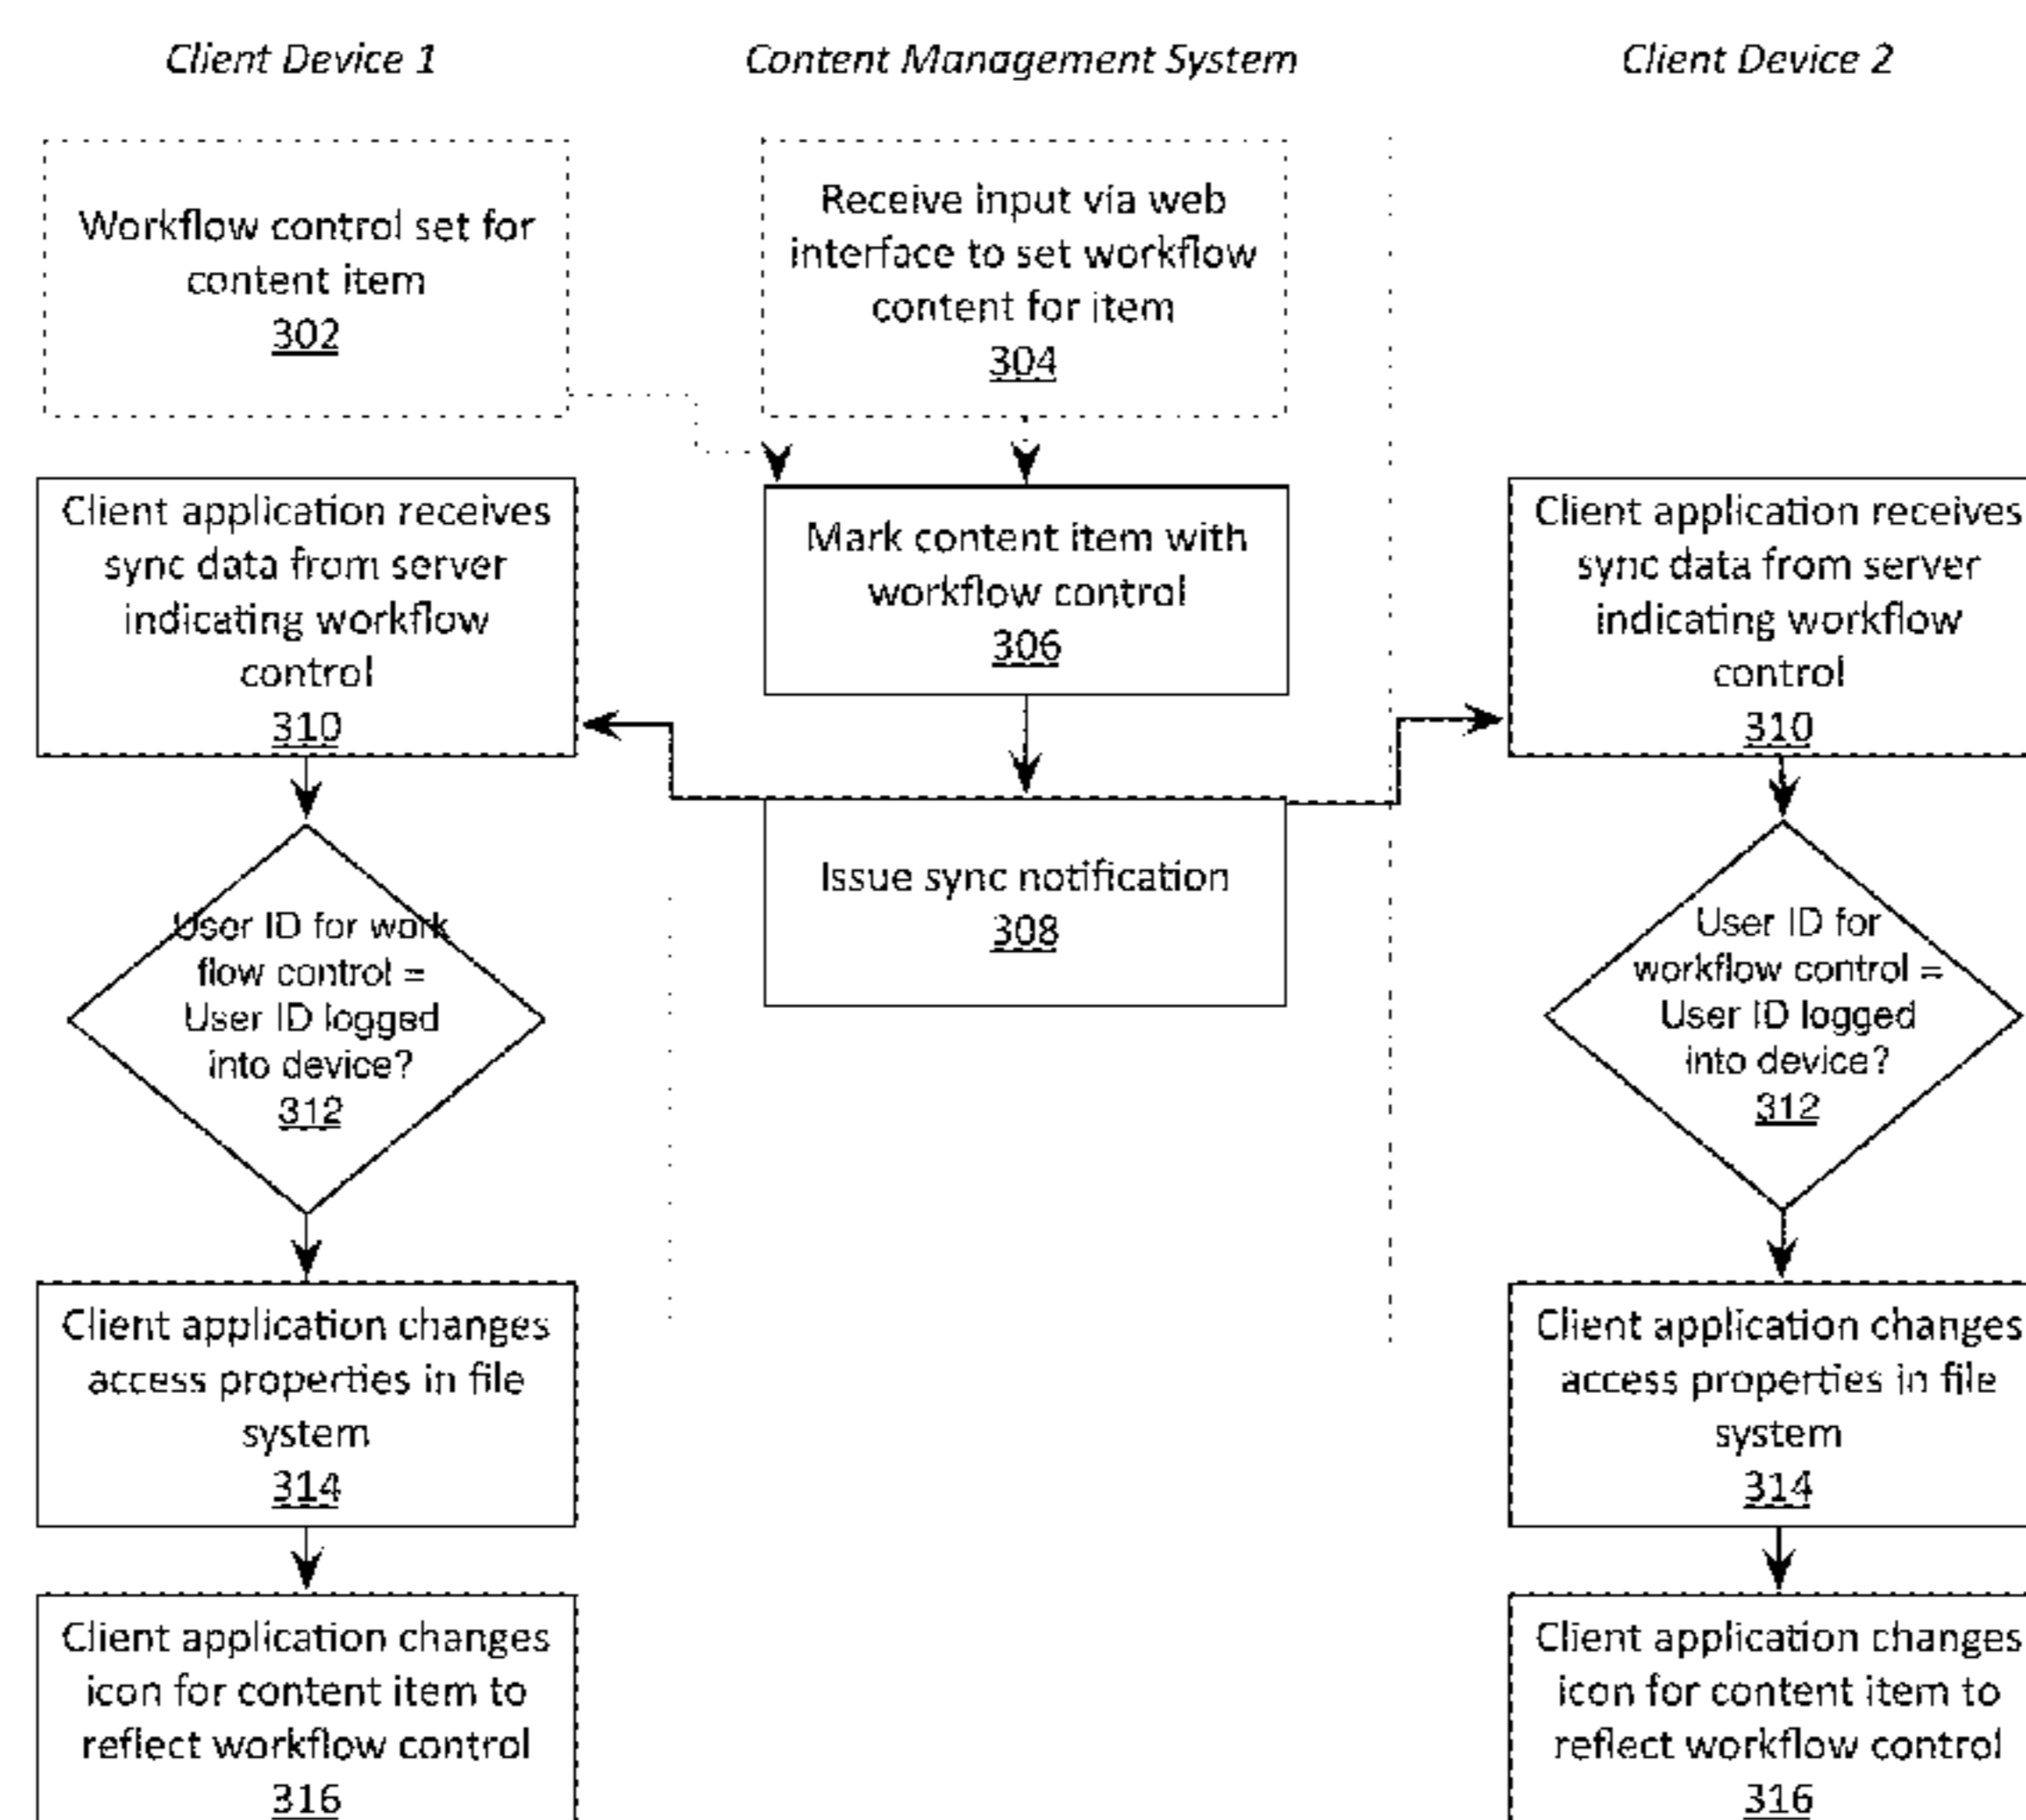 Client Device 1
Content Management System
Client Device 2
Workflow control set for
content item
302
Receive input via web
interface to set workflow
content for item
304
Client application receives
sync data from server
indicating workflow
control
310
Mark content item with
workflow control
306
Client application receives
sync data from server
indicating workflow
control
310
Issue sync notification
308
User ID for work
flow control =
User ID logged
into device?
312
User ID for
workflow control =
User ID logged
into device?
312
Client application changes
access properties in file
system
314
Client application changes
access properties in file
system
314
Client application changes
icon for content item to
reflect workflow control
316
Client application changes
icon for content item to
reflect workflow control
316